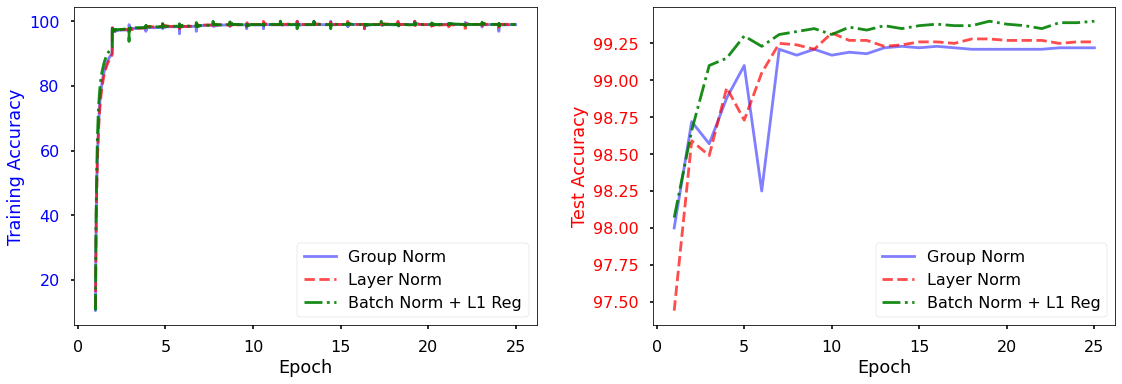 100
80
60
40
20
Training Accuracy
0
5
10
15
20
25
Epoch
Group Norm
Layer Norm
Batch Norm + L1 Reg
99.25
99.00
98.75
98.50
98.25
98.00
97.75
97.50
Test Accuracy
0
5
10
15
20
25
Epoch
Group Norm
Layer Norm
Batch Norm + L1 Reg